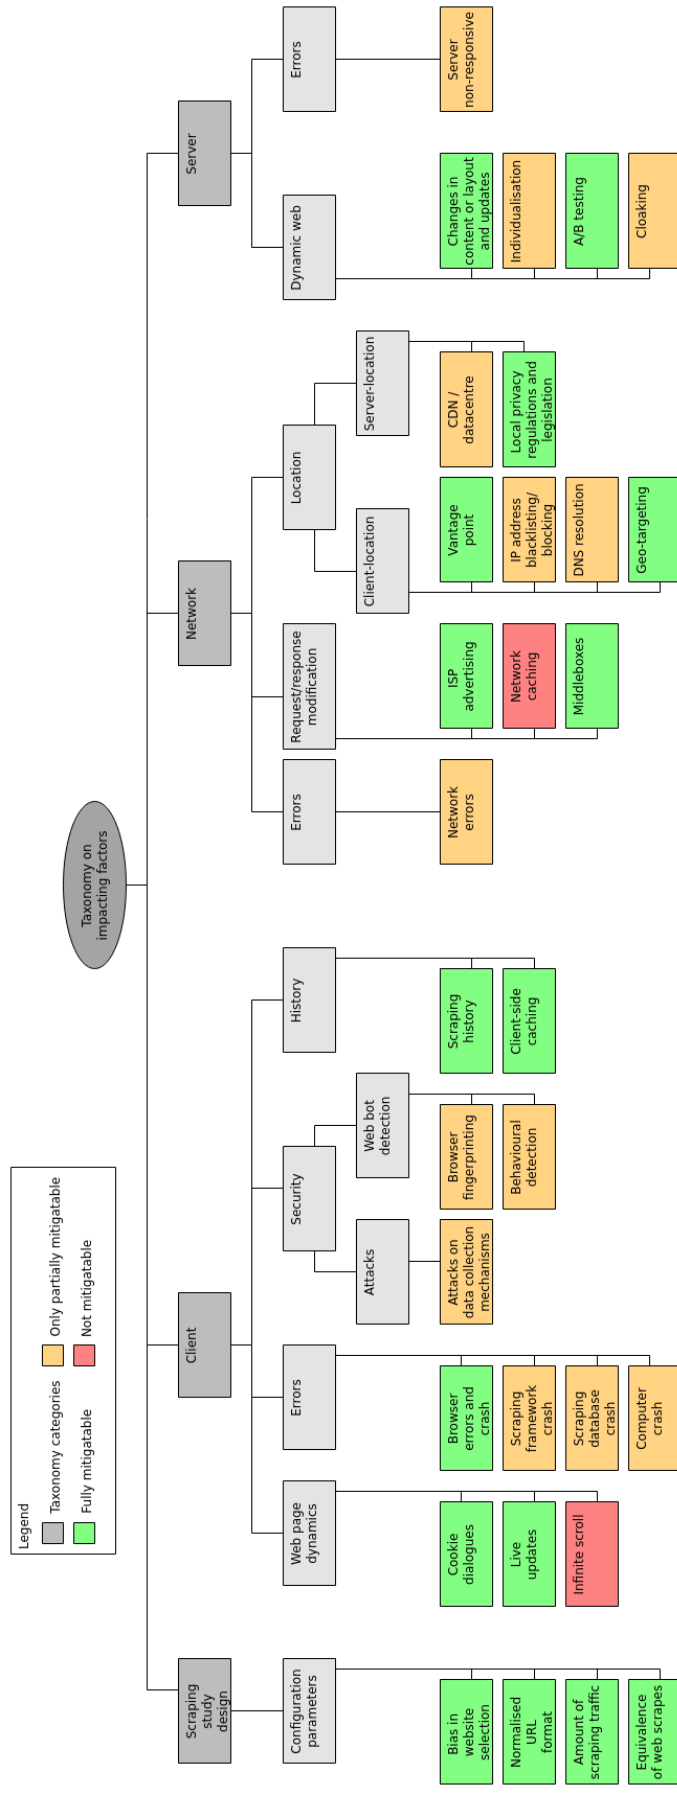 Legend
Taxonomy categories
Only partially mitigatable
Fully mitigatable
Not mitigatable
Taxonomy on
impacting factors
Scraping
study
design
Client
Network
Server
Configuration
parameters
Bias in
website
selection
Normalised
URL
format
Amount of
scraping traffic
Equivalence
of web scrapes
Web page
dynamics
Cookie
dialogues
Live
updates
Infinite scroll
Errors
Browser
errors and
crash
Scraping
framework
crash
Scraping
database
crash
Computer
crash
Security
Attacks
Attacks on
data collection
mechanisms
Web bot
detection
Browser
fingerprinting
Behavioural
detection
History
Scraping
history
Client-side
caching
Errors
Network
errors
Request/response
modification
ISP
advertising
Network
caching
Middleboxes
Location
Client-location
Vantage
point
IP address
blacklisting/
blocking
DNS resolution
Geo-targeting
Server-location
CDN /
datacentre
Local privacy
regulations and
legislation
Dynamic web
Changes in
content or layout
and updates
Individualisation
A/B testing
Cloaking
Errors
Server
non-responsive